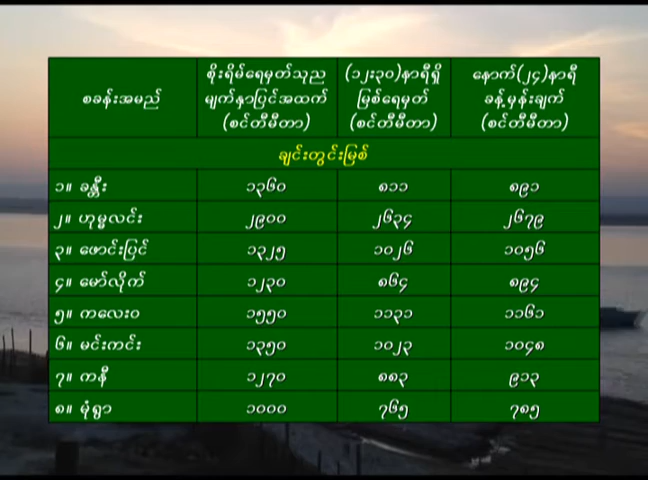 စခန်းအမည် စိုးရိမ်ရေမှတ်သုည မျက်နှာပြင်အထက် (စင်တီမီတာ) (၁၂း၃၀)နာရီရှိ မြစ်ရေမှတ် (စင်တီမီတာ) နောက်(၂၄)နာရီ ခန့်မှန်းချက် (စင်တီမီတာ)
ချင်းတွင်းမြစ်
၁။ ခန္တီး ၁၃၆၀ ၈၁၁ ၈၉၁
၂။ ဟုမ္မလင်း ၂၉၀၀ ၂၆၃၄ ၂၆၇၉
၃။ ဖောင်းပြင် ၁၃၂၅ ၁၀၂၆ ၁၀၅၆
၄။ မော်လိုက် ၁၂၃၀ ၈၆၄ ၈၉၄
၅။ ကလေးဝ ၁၅၅၀ ၁၁၃၁ ၁၁၆၁
၆။ မင်းကင်း ၁၃၅၀ ၁၀၂၃ ၁၀၄၈
၇။ ကနီ ၁၂၇၀ ၈၈၃ ၉၁၃
၈။ မုံရွာ ၁၀၀၀ ၇၆၅ ၇၈၅